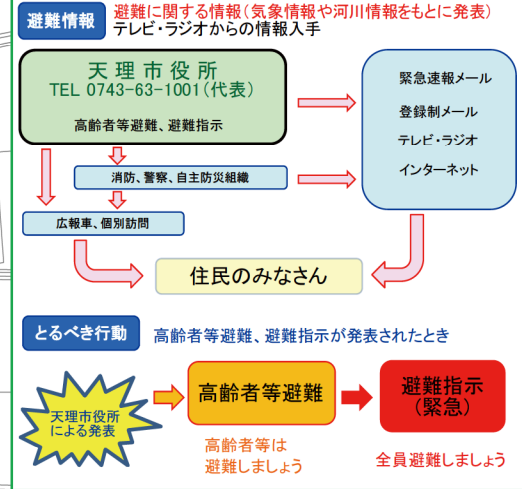 避難情報
避難に関する情報(気象情報や河川情報をもとに発表)
テレビ・ラジオからの情報入手
天理市役所
TEL 0743-63-1001(代表)
高齢者等避難、避難指示
緊急速報メール
登録制メール
テレビ・ラジオ
インターネット
消防、警察、自主防災組織
広報車、個別訪問
住民のみなさん
とるべき行動
高齢者等避難、避難指示が発表されたとき
天理市役所
による発表
高齢者等避難
避難指示
(緊急)
高齢者等は
避難しましょう
全員避難しましょう